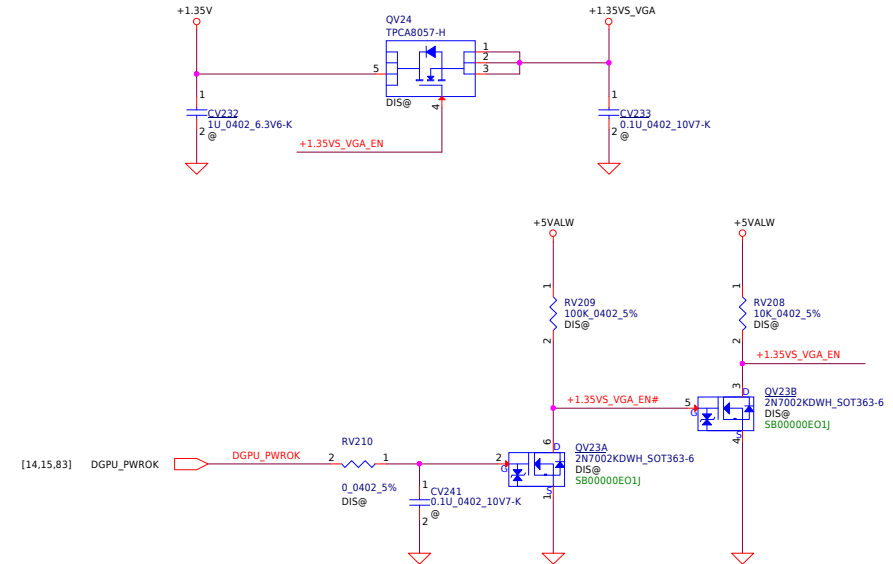 +1.35V
+1.35VS_VGA
QV24
TPCA8057-H
5
1
2
3
4
DIS@
1
2
CV232
1U_0402_6.3V6-K
@
1
2
CV233
0.1U_0402_10V7-K
@
+1.35VS_VGA_EN
+5VALW
+5VALW
1
2
RV209
100K_0402_5%
DIS@
1
2
RV208
10K_0402_5%
DIS@
+1.35VS_VGA_EN
+1.35VS_VGA_EN#
5
G
3
D
S
4
QV23B
2N7002KDWH_SOT363-6
DIS@
SB00000EO1J
RV210
[14,15,83]
DGPU_PWROK
DGPU_PWROK
2
1
0_0402_5%
DIS@
1
2
CV241
0.1U_0402_10V7-K
@
2
G
6
D
S
1
QV23A
2N7002KDWH_SOT363-6
DIS@
SB00000EO1J